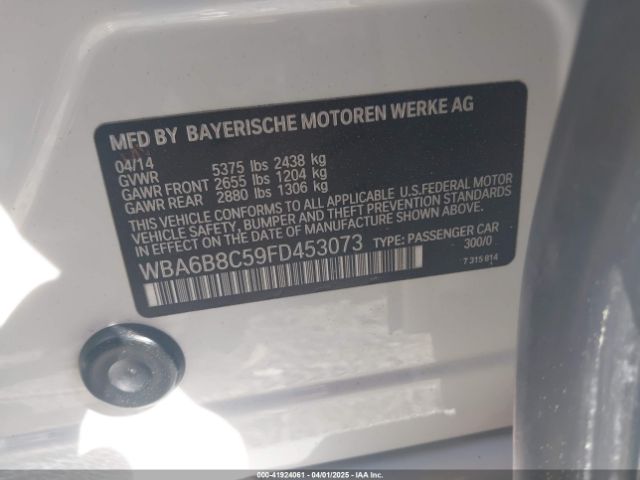 MFD BY BAYERISCHE MOTOREN WERKE AG
04/14
GVWR 5375 lbs 2438 kg
GAWR FRONT 2655 lbs 1204 kg
GAWR REAR 2880 lbs 1306 kg
THIS VEHICLE CONFORMS TO ALL APPLICABLE U.S.FEDERAL MOTOR
VEHICLE SAFETY, BUMPER AND THEFT PREVENTION STANDARDS
IN EFFECT ON THE DATE OF MANUFACTURE SHOWN ABOVE.
WBA6B8C59FD453073 TYPE: PASSENGER CAR
300/0
7 315 814
000-41924061 - 04/01/2025 - IAAI.COM